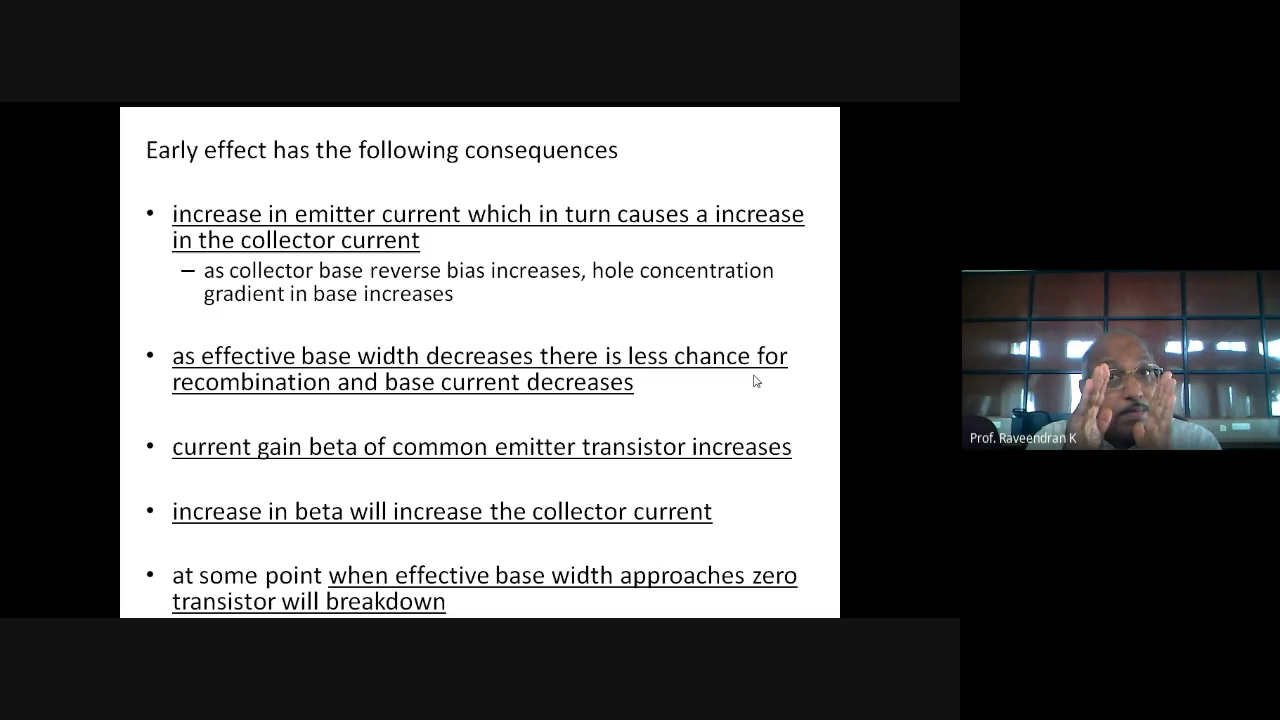 Early effect has the following consequences
• increase in emitter current which in turn causes a increase
in the collector current
– as collector base reverse bias increases, hole concentration
gradient in base increases
• as effective base width decreases there is less chance for
recombination and base current decreases
• current gain beta of common emitter transistor increases
• increase in beta will increase the collector current
• at some point when effective base width approaches zero
transistor will breakdown
Prof. Raveendran K